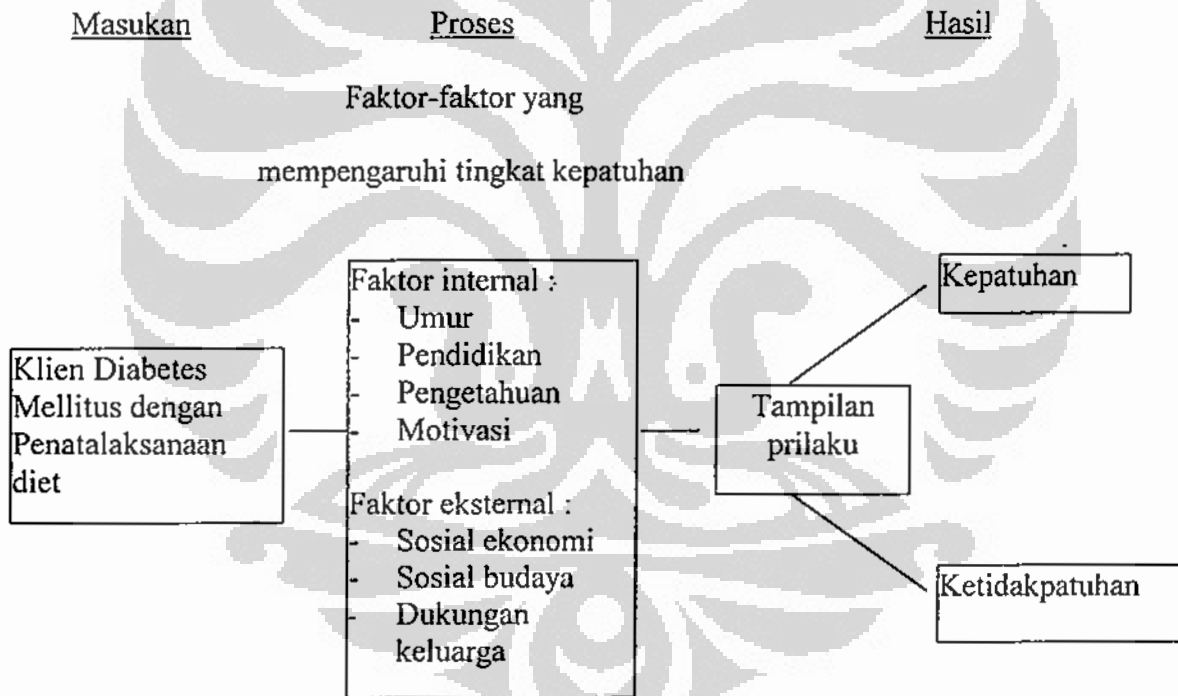 Masukan
Proses
Hasil
Faktor-faktor yang
mempengaruhi tingkat kepatuhan
Klien Diabetes
Mellitus dengan
Penatalaksanaan
diet
Faktor internal :
- Umur
- Pendidikan
- Pengetahuan
- Motivasi
Faktor eksternal :
- Sosial ekonomi
- Sosial budaya
- Dukungan
keluarga
Tampilan
prilaku
Kepatuhan
Ketidakpatuhan